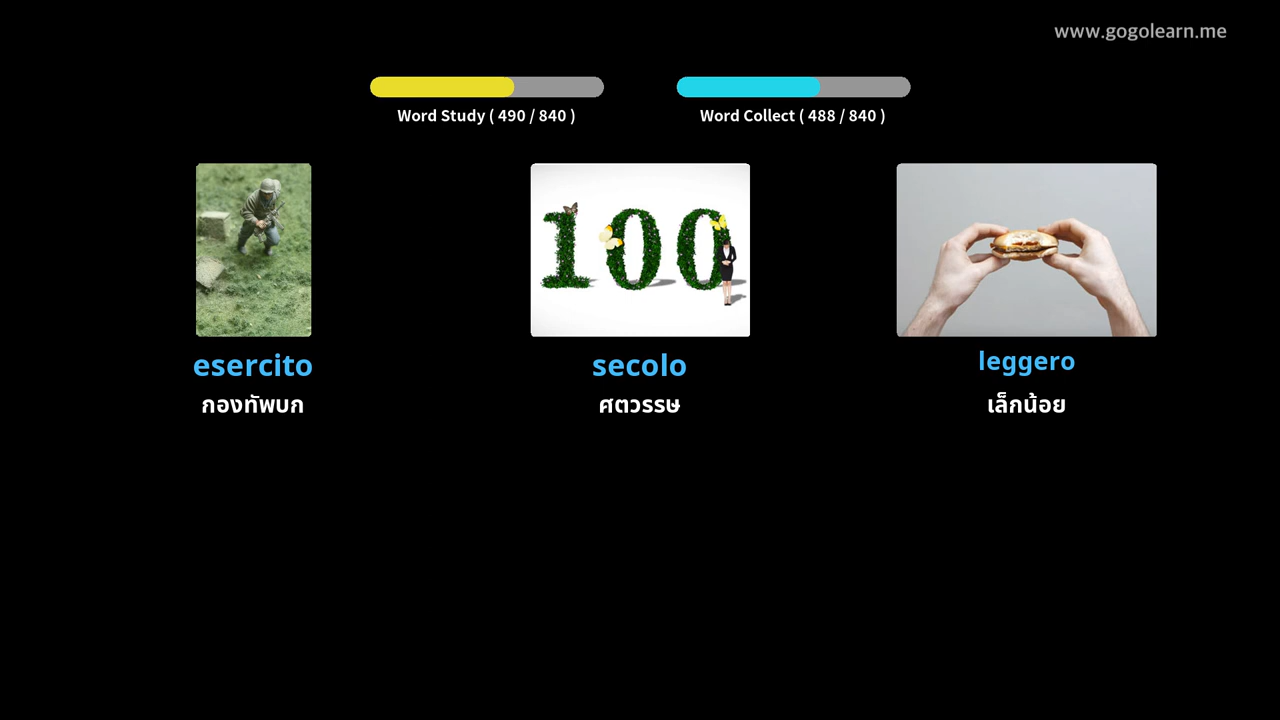 www.gogolearn.me
Word Study ( 490 / 840 )
Word Collect ( 488 / 840 )
esercito
กองทัพบก
secolo
ศตวรรษ
leggero
เล็กน้อย
100